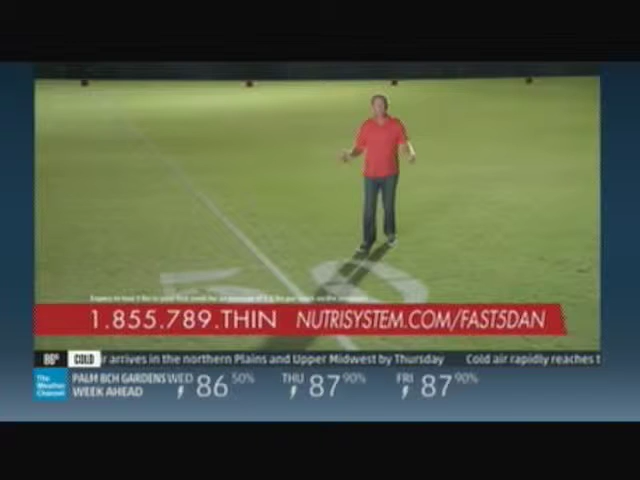 50
1.855.789.THIN NUTRISYSTEM.COM/FAST5DAN
86° COLD r arrives in the northern Plains and Upper Midwest by Thursday Cold air rapidly reaches t
The Weather Channel
PALM BCH GARDENS
WEEK AHEAD
WED 86 50% THU 87 90% FRI 87 90%